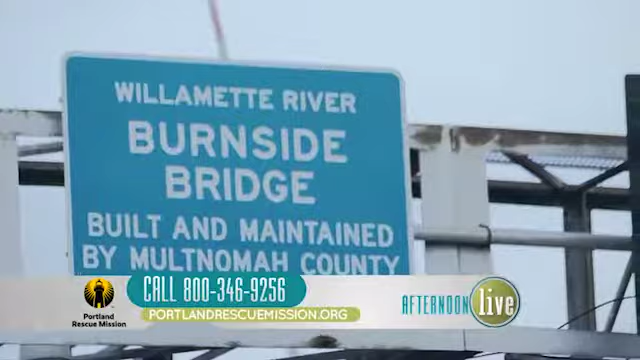 WILLAMETTE RIVER
BURNSIDE
BRIDGE
BUILT AND MAINTAINED
BY MULTNOMAH COUNTY
CALL 800-346-9256
PORTLANDRESCUEMISSION.ORG
Portland
Rescue Mission
AFTERNOON live